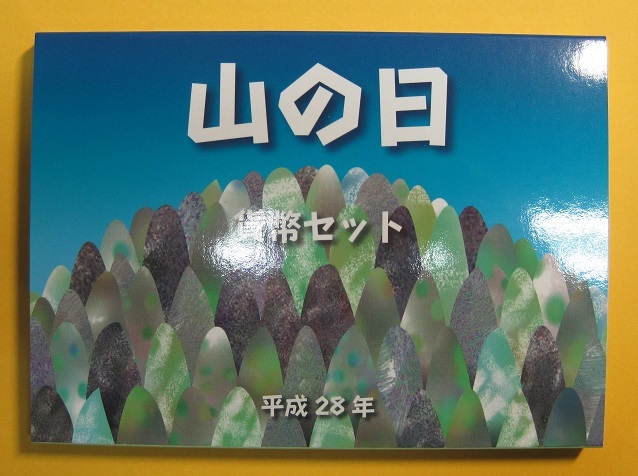 山の日
貨幣セット
平成28年